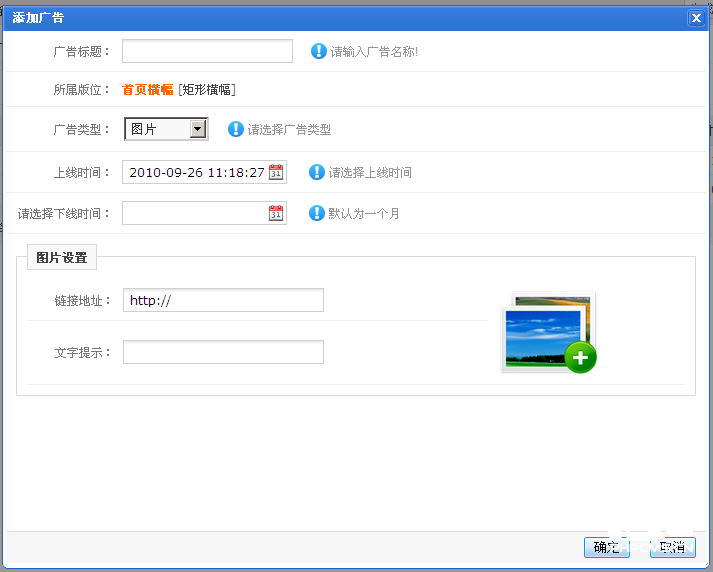 添加广告
广告标题： 请输入广告名称!
所属版位： 首页横幅 [矩形横幅]
广告类型： 图片 请选择广告类型
上线时间： 2010-09-26 11:18:27 31 请选择上线时间
请选择下线时间： 31 默认为一个月
图片设置
链接地址： http://
文字提示：
确定 取消